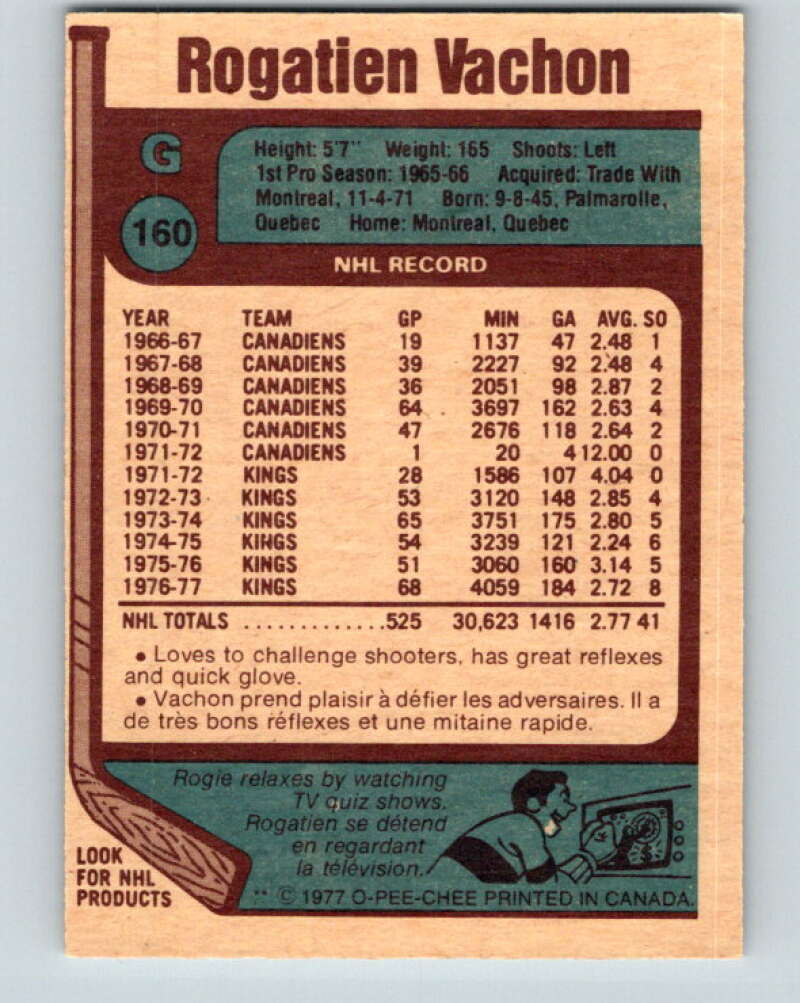 Rogatien Vachon
G
160
Height: 5'7" Weight: 165 Shoots: Left
1st Pro Season: 1965-66 Acquired: Trade With
Montreal, 11-4-71 Born: 9-8-45, Palmarolle,
Quebec Home: Montreal, Quebec
NHL RECORD
YEAR TEAM GP MIN GA AVG. SO
1966-67 CANADIENS 19 1137 47 2.48 1
1967-68 CANADIENS 39 2227 92 2.48 4
1968-69 CANADIENS 36 2051 98 2.87 2
1969-70 CANADIENS 64 3697 162 2.63 4
1970-71 CANADIENS 47 2676 118 2.64 2
1971-72 CANADIENS 1 20 4 12.00 0
1971-72 KINGS 28 1586 107 4.04 0
1972-73 KINGS 53 3120 148 2.85 4
1973-74 KINGS 65 3751 175 2.80 5
1974-75 KINGS 54 3239 121 2.24 6
1975-76 KINGS 51 3060 160 3.14 5
1976-77 KINGS 68 4059 184 2.72 8
NHL TOTALS .............525 30,623 1416 2.77 41
• Loves to challenge shooters, has great reflexes
and quick glove.
• Vachon prend plaisir à défier les adversaires. Il a
de très bons réflexes et une mitaine rapide.
Rogie relaxes by watching
TV quiz shows.
Rogatien se détend
en regardant
la télévision.
LOOK
FOR NHL
PRODUCTS
** © 1977 O-PEE-CHEE PRINTED IN CANADA.